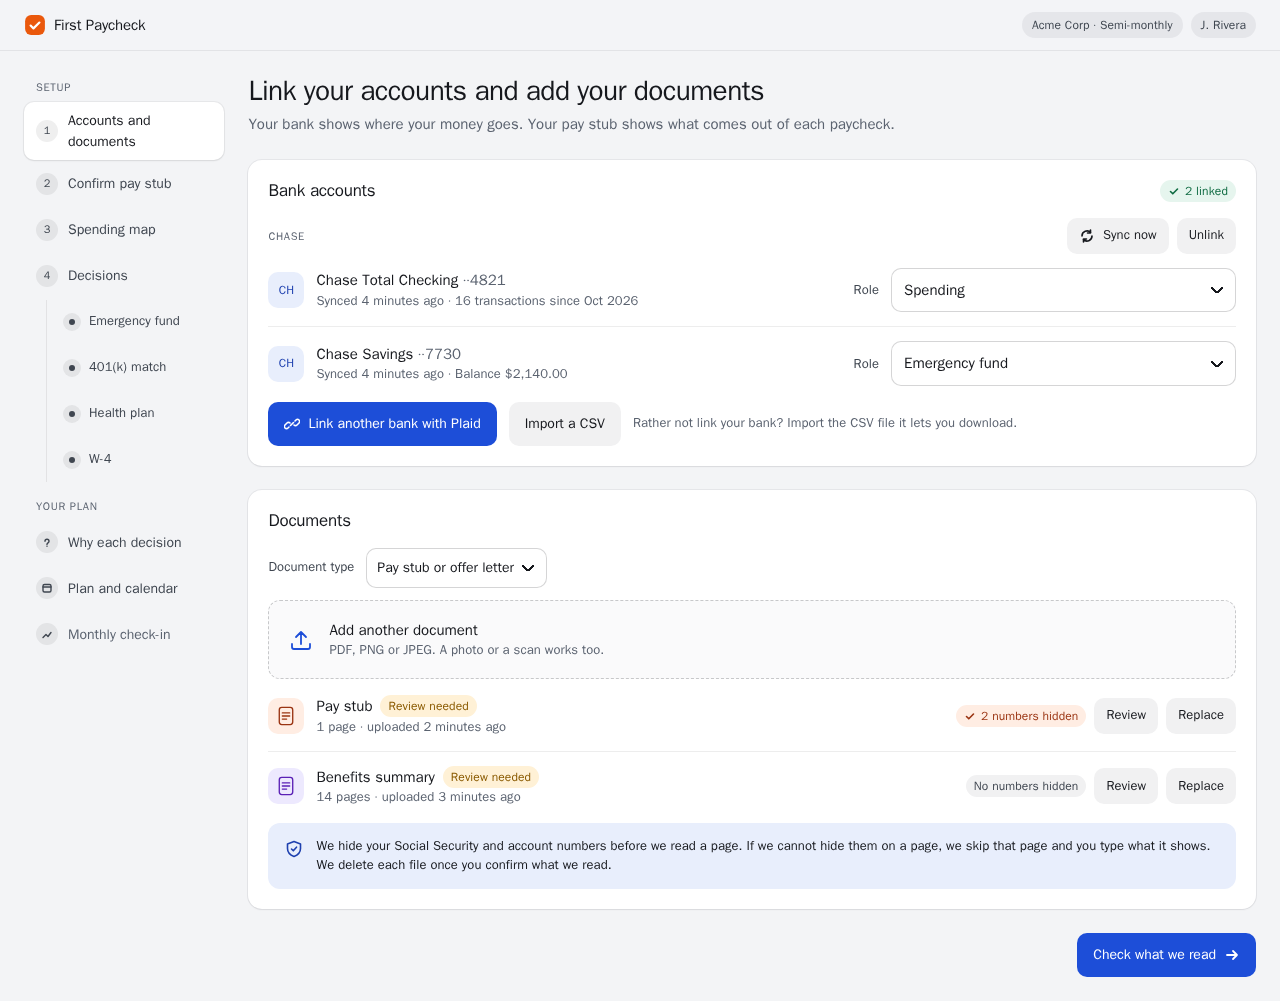 First Paycheck
Acme Corp · Semi-monthly
J. Rivera
SETUP
1
Accounts and
documents
2
Confirm pay stub
3
Spending map
4
Decisions
Emergency fund
401(k) match
Health plan
W-4
YOUR PLAN
?
Why each decision
Plan and calendar
Monthly check-in
Link your accounts and add your documents
Your bank shows where your money goes. Your pay stub shows what comes out of each paycheck.
Bank accounts
2 linked
CHASE
Sync now
Unlink
CH
Chase Total Checking ··4821
Synced 4 minutes ago · 16 transactions since Oct 2026
Role
Spending
CH
Chase Savings ··7730
Synced 4 minutes ago · Balance $2,140.00
Role
Emergency fund
Link another bank with Plaid
Import a CSV
Rather not link your bank? Import the CSV file it lets you download.
Documents
Document type
Pay stub or offer letter
Add another document
PDF, PNG or JPEG. A photo or a scan works too.
Pay stub
Review needed
1 page · uploaded 2 minutes ago
2 numbers hidden
Review
Replace
Benefits summary
Review needed
14 pages · uploaded 3 minutes ago
No numbers hidden
Review
Replace
We hide your Social Security and account numbers before we read a page. If we cannot hide them on a page, we skip that page and you type what it shows.
We delete each file once you confirm what we read.
Check what we read